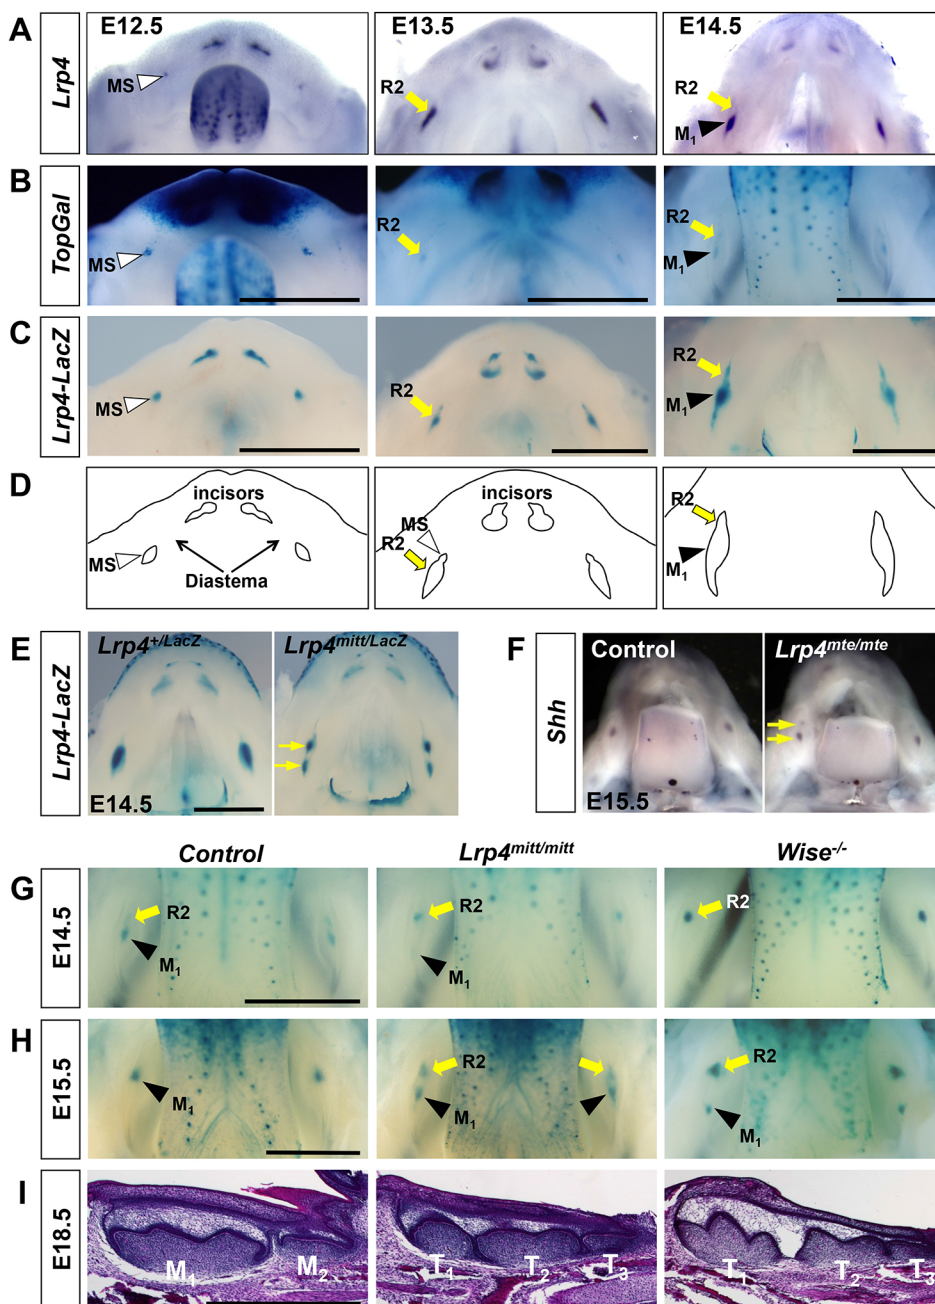 A
Lrp4
E12.5
MS
E13.5
R2
E14.5
R2
M1
B
TopGal
MS
R2
R2
M1
C
Lrp4-LacZ
MS
R2
R2
M1
D
incisors
MS
Diastema
incisors
MS
R2
R2
M1
E
Lrp4-LacZ
Lrp4+/LacZ
E14.5
Lrp4mitt/LacZ
F
Shh
Control
E15.5
Lrp4mte/mte
Control
Lrp4mitt/mitt
Wise-/-
G
E14.5
R2
M1
R2
M1
R2
H
E15.5
M1
R2
M1
R2
M1
I
E18.5
M1
M2
T1
T2
T3
T1
T2
T3